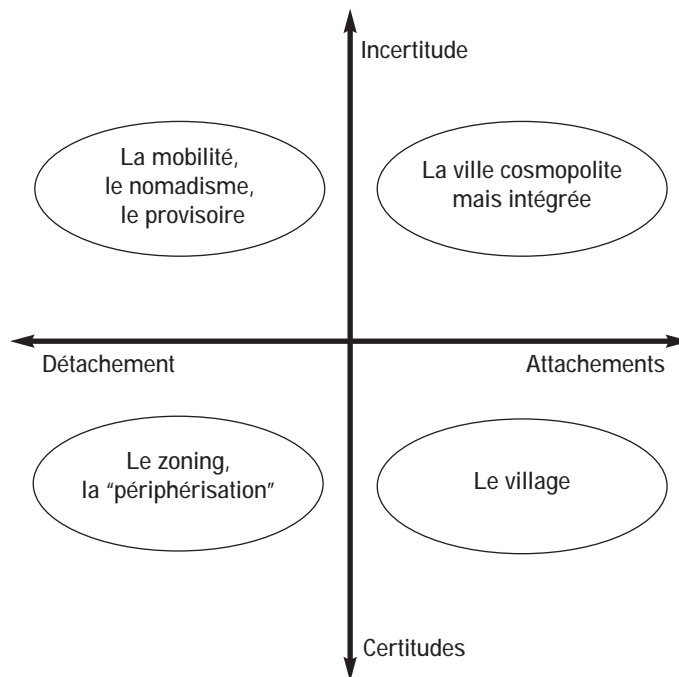 Incertitude
La mobilité,
le nomadisme,
le provisoire
La ville cosmopolite
mais intégrée
Détachement
Attachements
Le zoning,
la “périphérisation”
Le village
Certitudes